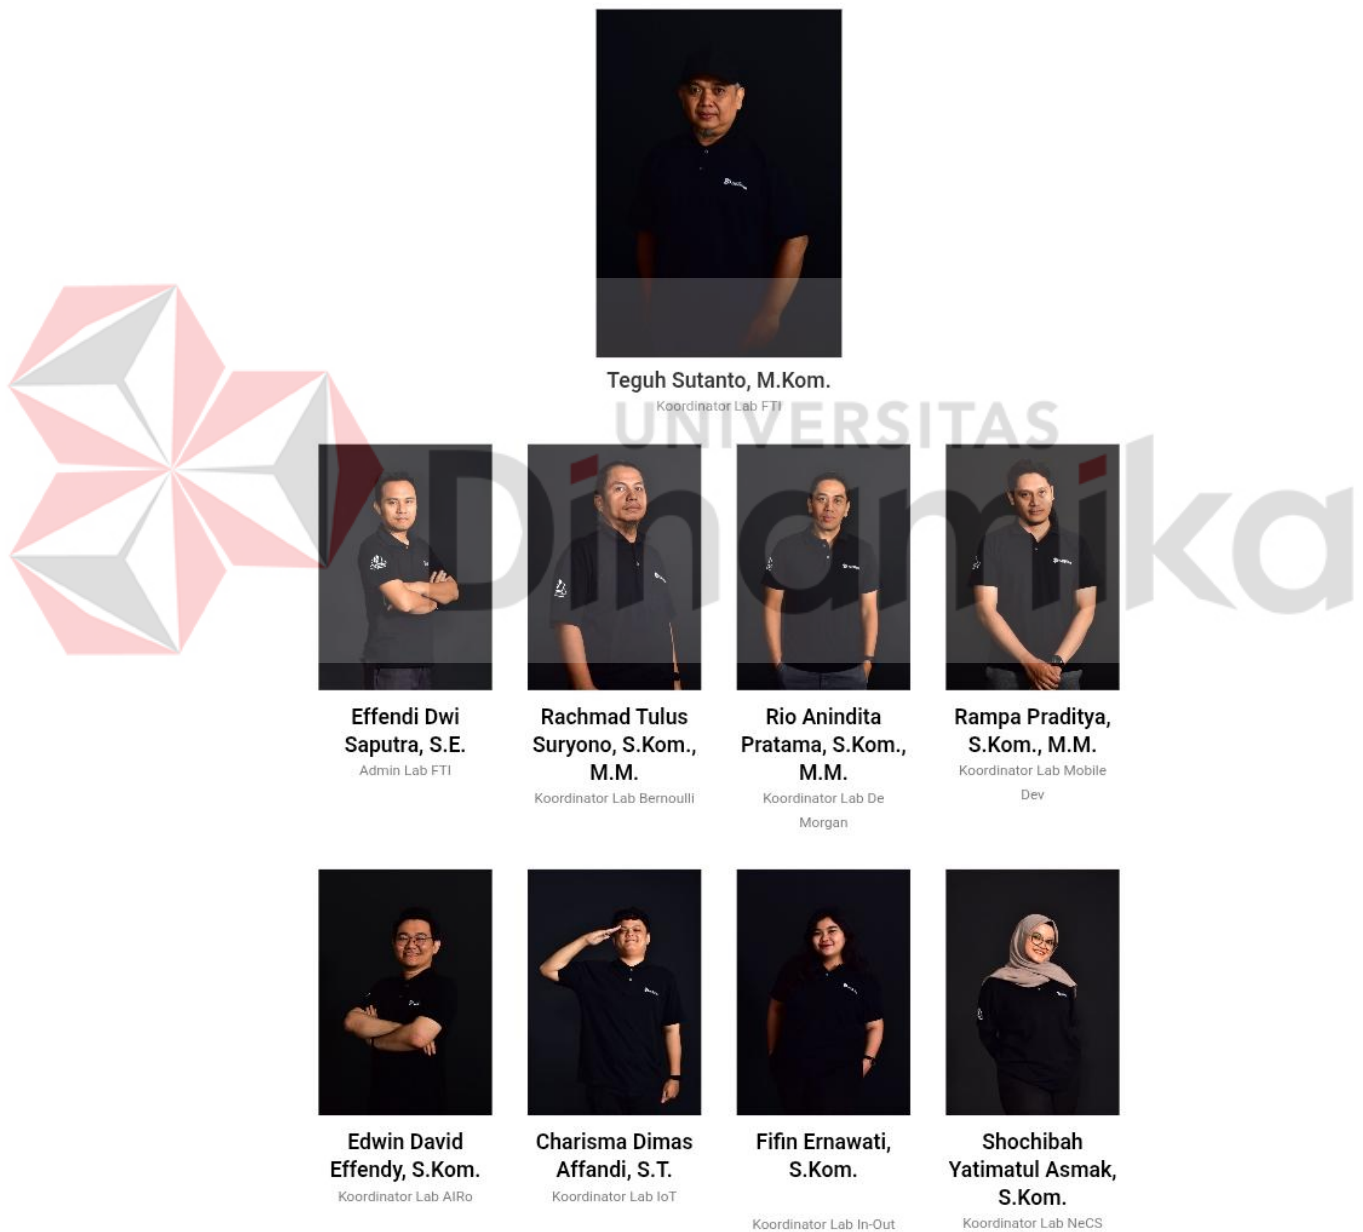 Teguh Sutanto, M.Kom.
Koordinator Lab FTI
UNIVERSITAS
Dinamika
Effendi Dwi
Saputra, S.E.
Admin Lab FTI
Rachmad Tulus
Suryono, S.Kom.,
M.M.
Koordinator Lab Bernoulli
Rio Anindita
Pratama, S.Kom.,
M.M.
Koordinator Lab De
Morgan
Rampa Praditya,
S.Kom., M.M.
Koordinator Lab Mobile
Dev
Edwin David
Effendy, S.Kom.
Koordinator Lab AIRo
Charisma Dimas
Affandi, S.T.
Koordinator Lab IoT
Fifin Ernawati,
S.Kom.
Koordinator Lab In-Out
Shochibah
Yatimatul Asmak,
S.Kom.
Koordinator Lab NeCS